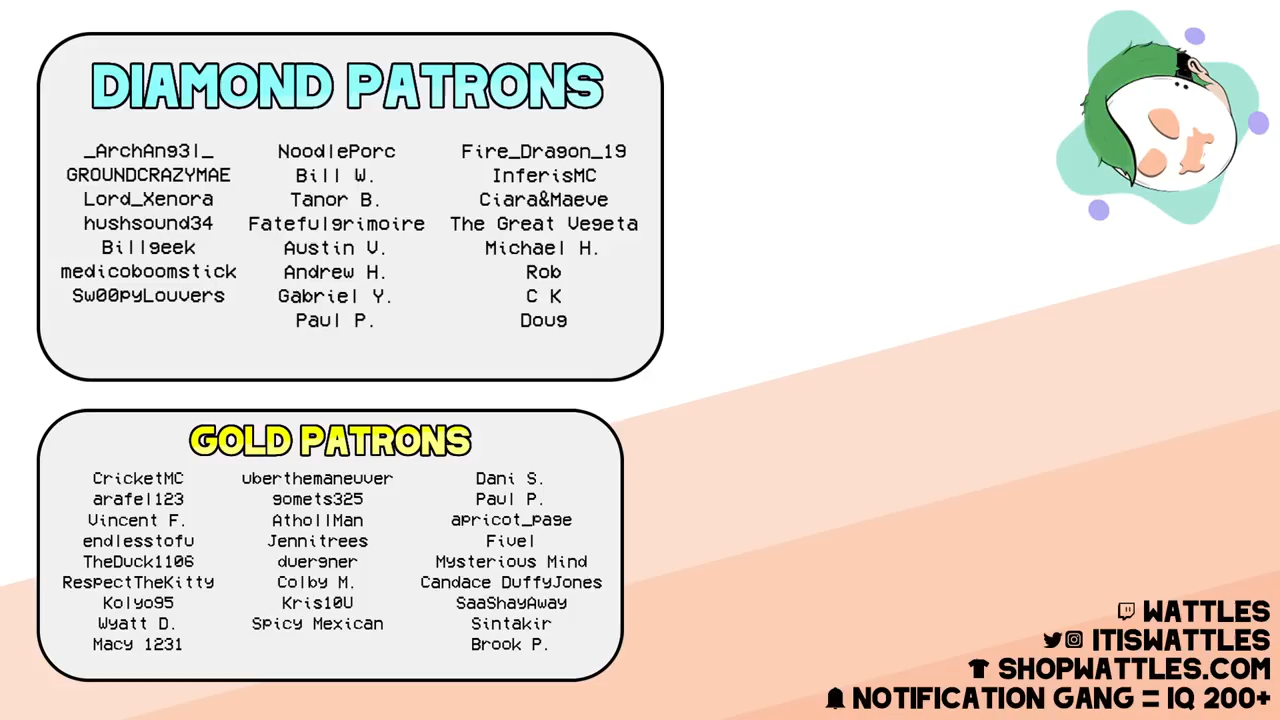 DIAMOND PATRONS
_ArchAng3l_
GROUNDCRAZYMAE
Lord_Xenora
hushsound34
Billgeek
medicoboomstick
Sw00pyLouvers
NoodlePorc
Bill W.
Tanor B.
Fatefulgrimoire
Austin V.
Andrew H.
Gabriel Y.
Paul P.
Fire_Dragon_19
InferisMC
Ciara&Maeve
The Great Vegeta
Michael H.
Rob
C K
Doug
GOLD PATRONS
CricketMC
arafel123
Vincent F.
endlesstofu
TheDuck1106
RespectTheKitty
Kolyo95
Wyatt D.
Macy 1231
uberthemaneuver
gomets325
AthollMan
Jennitrees
duergner
Colby M.
Kris10U
Spicy Mexican
Dani S.
Paul P.
apricot_page
Fivel
Mysterious Mind
Candace DuffyJones
SaaShayAway
Sintakir
Brook P.
WATTLES
ITISWATTLES
SHOPWATTLES.COM
NOTIFICATION GANG = IQ 200+